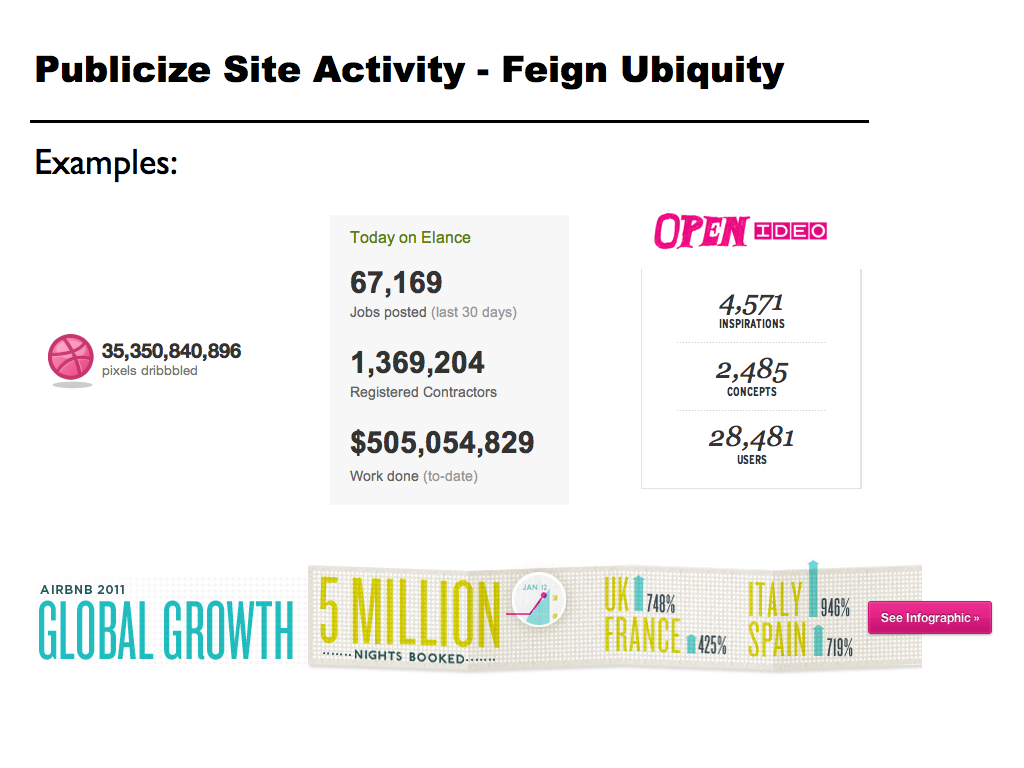 Publicize Site Activity - Feign Ubiquity
Examples:
35,350,840,896
pixels dribbbled
Today on Elance
67,169
Jobs posted (last 30 days)
1,369,204
Registered Contractors
$505,054,829
Work done (to-date)
OPEN IDEO
4,571
INSPIRATIONS
2,485
CONCEPTS
28,481
USERS
AIRBNB 2011
GLOBAL GROWTH
5 MILLION
NIGHTS BOOKED
JAN 12
UK 748%
FRANCE 425%
ITALY 946%
SPAIN 719%
See Infographic »